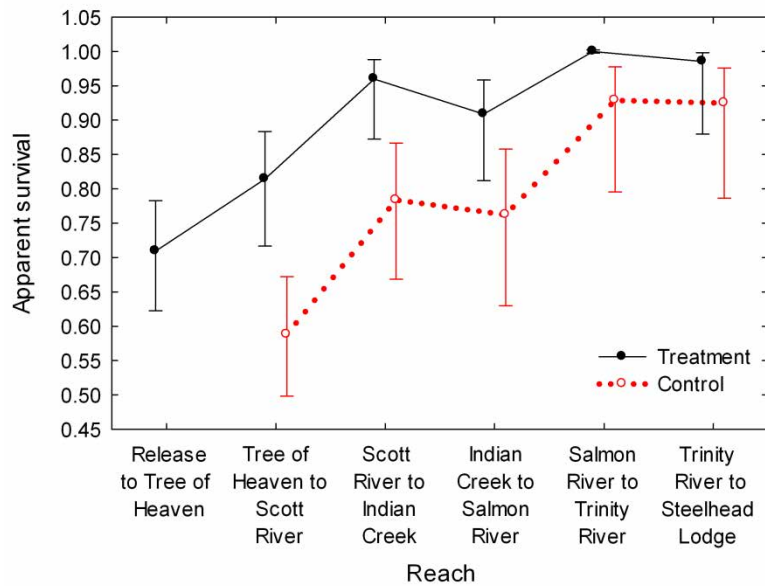 1.05
1.00
0.95
0.90
0.85
0.80
0.75
0.70
0.65
0.60
0.55
0.50
0.45
Apparent survival
Treatment
Control
Release
to Tree of
Heaven
Tree of
Heaven to
Scott
River
Scott
River to
Indian
Creek
Indian
Creek to
Salmon
River
Salmon
River to
Trinity
River
Trinity
River to
Steelhead
Lodge
Reach